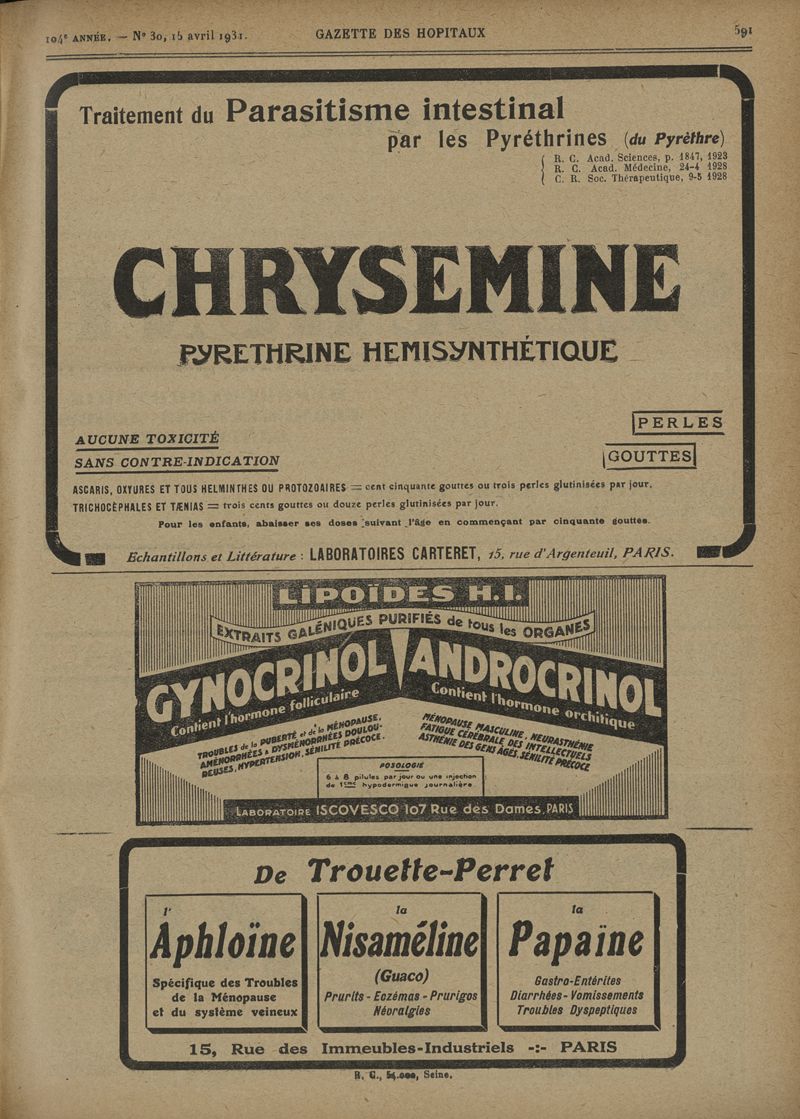 104e ANNÉE. — N° 30, 15 avril 1931. GAZETTE DES HOPITAUX 591
Traitement du Parasitisme intestinal
par les Pyréthrines (du Pyrèthre)
R. C. Acad. Sciences, p. 1847, 1923
R. C. Acad. Médecine, 24-4 1928
C. R. Soc. Thérapeutique, 9-5 1928
CHRYSEMINE
PYRETHRINE HEMISYNTHÉTIQUE
PERLES
AUCUNE TOXICITÉ
GOUTTES
SANS CONTRE-INDICATION
ASCARIS, OXYURES ET TOUS HELMINTHES OU PROTOZOAIRES = cent cinquante gouttes ou trois perles glutinisées par jour.
TRICHOCÉPHALES ET TÆNIAS = trois cents gouttes ou douze perles glutinisées par jour.
Pour les enfants, abaisser ses doses suivant l'âge en commençant par cinquante gouttes.
Echantillons et Littérature : LABORATOIRES CARTERET, 15, rue d'Argenteuil, PARIS.
LIPOÏDES H.I.
EXTRAITS GALÉNIQUES PURIFIÉS de tous les ORGANES
GYNOCRINOL
Contient l'hormone folliculaire
TROUBLES de la PUBERTÉ et de la MÉNOPAUSE,
AMÉNORRHÉES & DYSMÉNORRHÉES DOULOU-
REUSES, HYPERTENSION, SÉNILITÉ PRÉCOCE.
ANDROCRINOL
Contient l'hormone orchitique
MÉNOPAUSE MASCULINE, NEURASTHÉNIE
FATIGUE CÉRÉBRALE DES INTELLECTUELS
ASTHÉNIE DES GENS AGÉS, SÉNILITÉ PRÉCOCE
POSOLOGIE
6 à 8 pilules par jour ou une injection
de 1cmc hypodermique journalière.
LABORATOIRE ISCOVESCO 107 Rue des Dames, PARIS
De Trouette-Perret
l'
Aphloïne
Spécifique des Troubles
de la Ménopause
et du système veineux
la
Nisaméline
(Guaco)
Prurits - Eozémas - Prurigos
Néoralgies
la
Papaïne
Gastro-Entérites
Diarrhées - Vomissements
Troubles Dyspeptiques
15, Rue des Immeubles-Industriels -:- PARIS
R. C., 54.000, Seine.